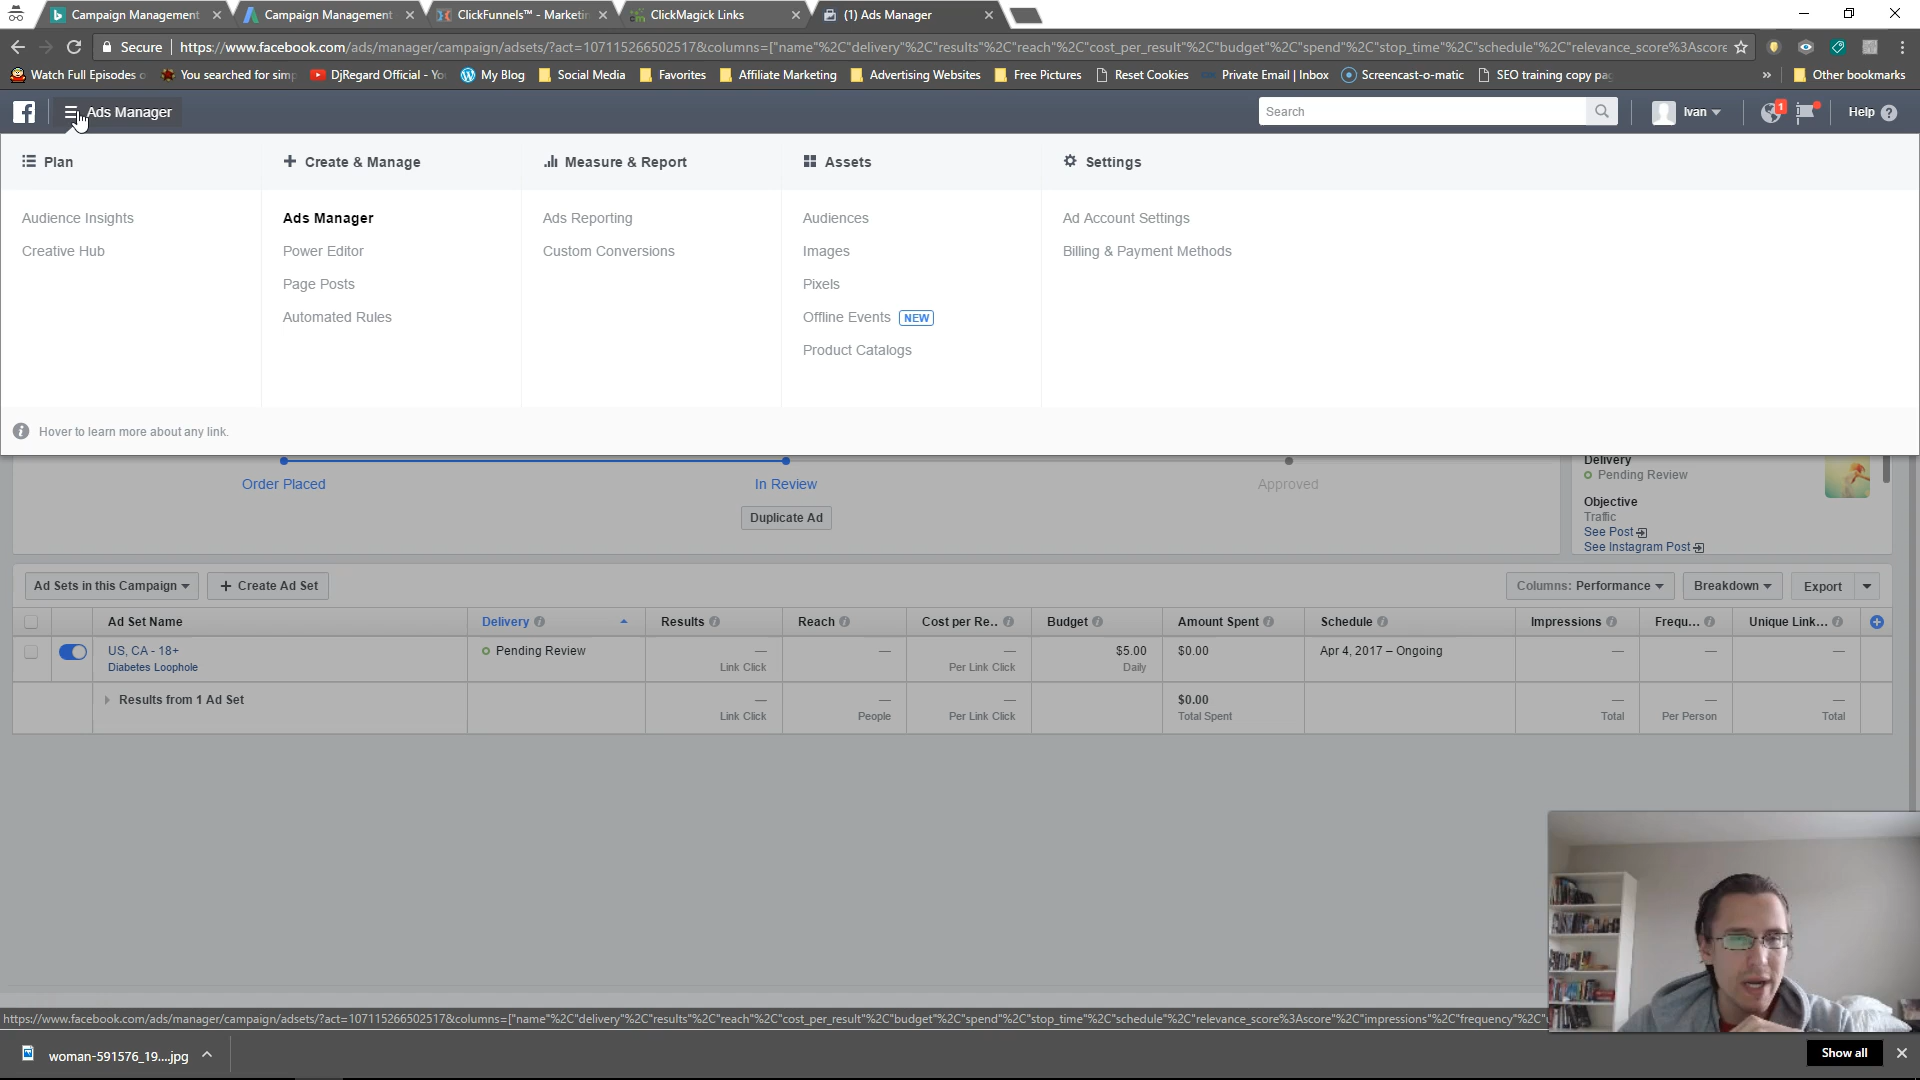 Campaign Management
Campaign Management
ClickFunnels™ - Marketin
ClickMagick Links
(1) Ads Manager
Secure
https://www.facebook.com/ads/manager/campaign/adsets/?act=107115266502517&columns=["name"%2C"delivery"%2C"results"%2C"reach"%2C"cost_per_result"%2C"budget"%2C"spend"%2C"stop_time"%2C"schedule"%2C"relevance_score%3Ascore
Watch Full Episodes o
You searched for simp
DjRegard Official - Yo
My Blog
Social Media
Favorites
Affiliate Marketing
Advertising Websites
Free Pictures
Reset Cookies
Private Email | Inbox
Screencast-o-matic
SEO training copy pag
»
Other bookmarks
Ads Manager
Search
Ivan
1
Help
Plan
Create & Manage
Measure & Report
Assets
Settings
Audience Insights
Ads Manager
Ads Reporting
Audiences
Ad Account Settings
Creative Hub
Power Editor
Custom Conversions
Images
Billing & Payment Methods
Page Posts
Pixels
Automated Rules
Offline Events NEW
Product Catalogs
Hover to learn more about any link.
Order Placed
In Review
Approved
Duplicate Ad
Delivery
Pending Review
Objective
Traffic
See Post
See Instagram Post
Ad Sets in this Campaign
+ Create Ad Set
Columns: Performance
Breakdown
Export
Ad Set Name
Delivery
Results
Reach
Cost per Re..
Budget
Amount Spent
Schedule
Impressions
Frequ...
Unique Link...
US, CA - 18+
Diabetes Loophole
Pending Review
—
Link Click
—
—
Per Link Click
$5.00
Daily
$0.00
Apr 4, 2017 – Ongoing
—
—
—
Results from 1 Ad Set
—
Link Click
—
People
—
Per Link Click
$0.00
Total Spent
—
Total
—
Per Person
—
Total
https://www.facebook.com/ads/manager/campaign/adsets/?act=107115266502517&columns=["name"%2C"delivery"%2C"results"%2C"reach"%2C"cost_per_result"%2C"budget"%2C"spend"%2C"stop_time"%2C"schedule"%2C"relevance_score%3Ascore"%2C"impressions"%2C"frequency"%2C"u
woman-591576_19....jpg
Show all